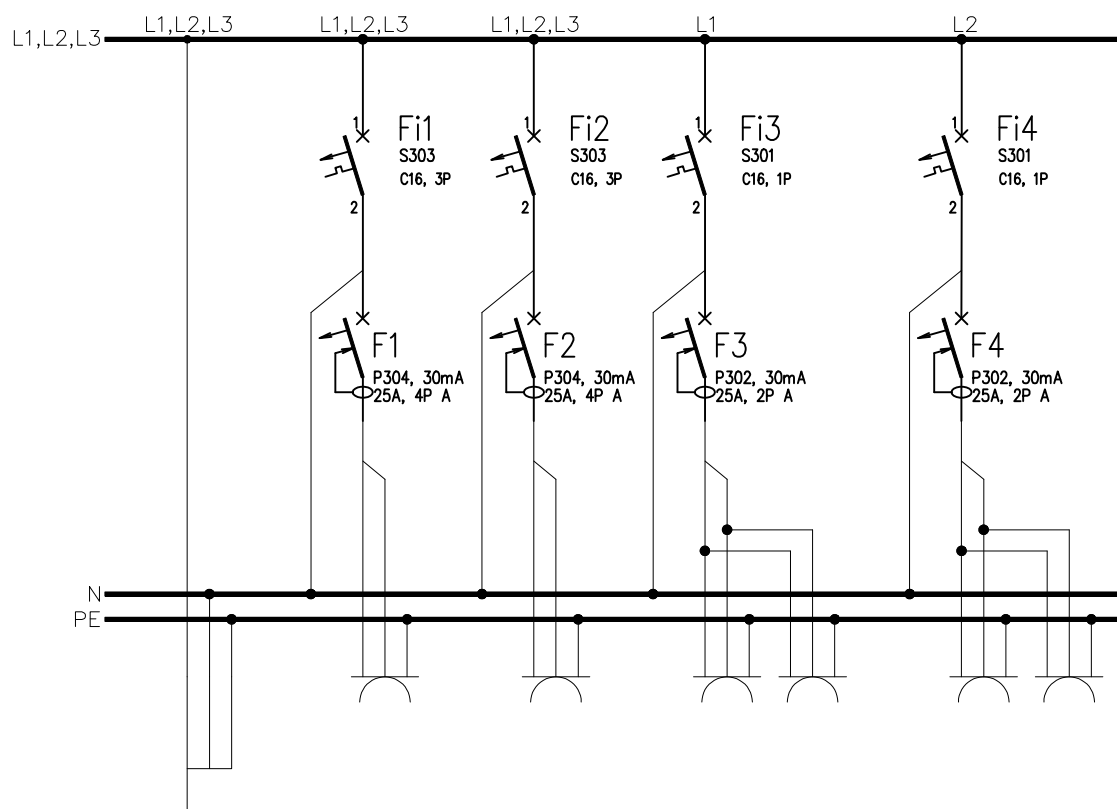 L1,L2,L3
L1,L2,L3
L1,L2,L3
L1,L2,L3
L1
L2
1
Fi1
S303
C16, 3P
2
1
Fi2
S303
C16, 3P
2
1
Fi3
S301
C16, 1P
2
1
Fi4
S301
C16, 1P
2
F1
P304, 30mA
25A, 4P A
F2
P304, 30mA
25A, 4P A
F3
P302, 30mA
25A, 2P A
F4
P302, 30mA
25A, 2P A
N
PE